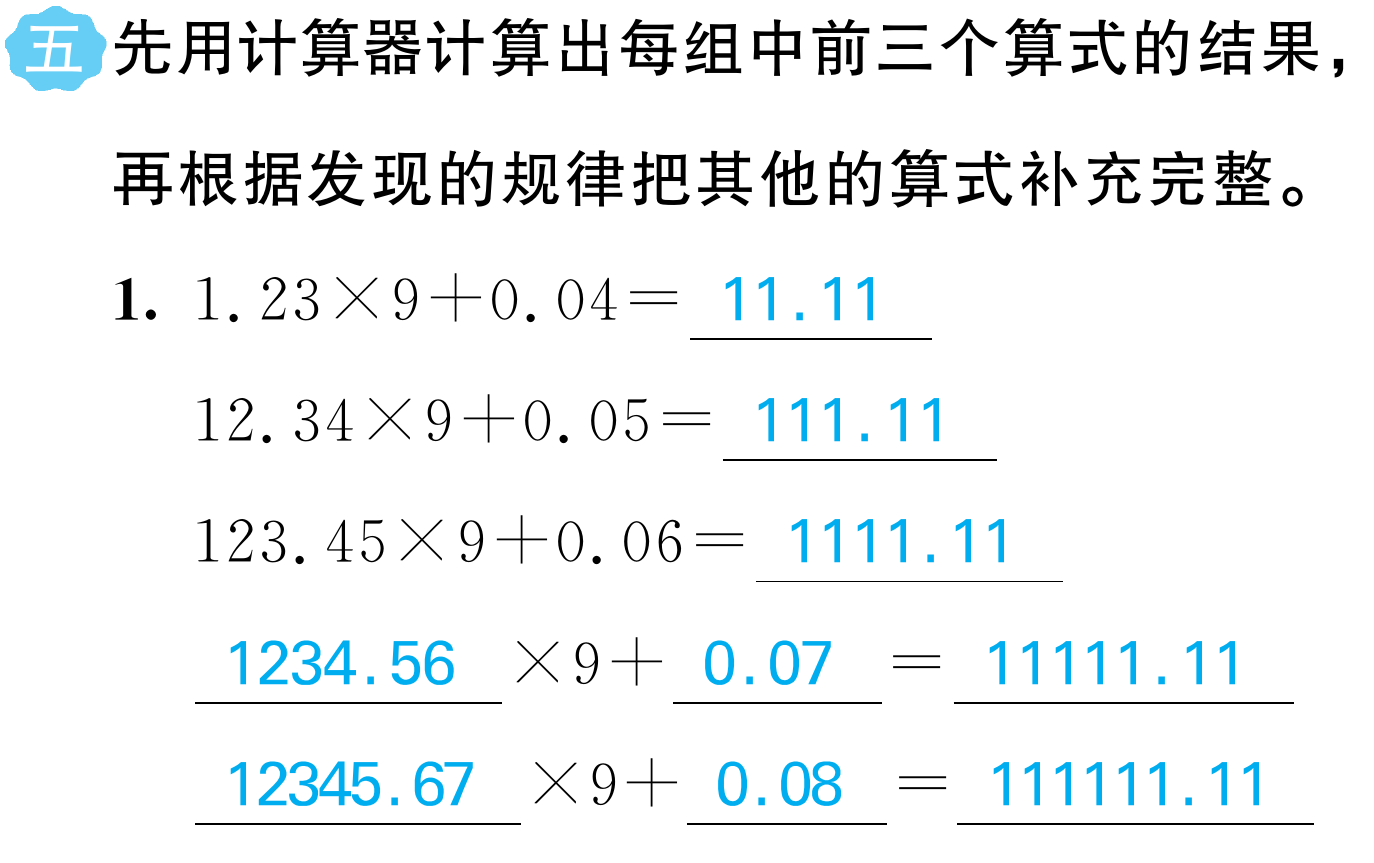 五 先用计算器计算出每组中前三个算式的结果，
再根据发现的规律把其他的算式补充完整。
1. 1.23×9+0.04= 11.11
12.34×9+0.05= 111.11
123.45×9+0.06= 1111.11
1234.56 ×9+ 0.07 = 11111.11
12345.67 ×9+ 0.08 = 111111.11